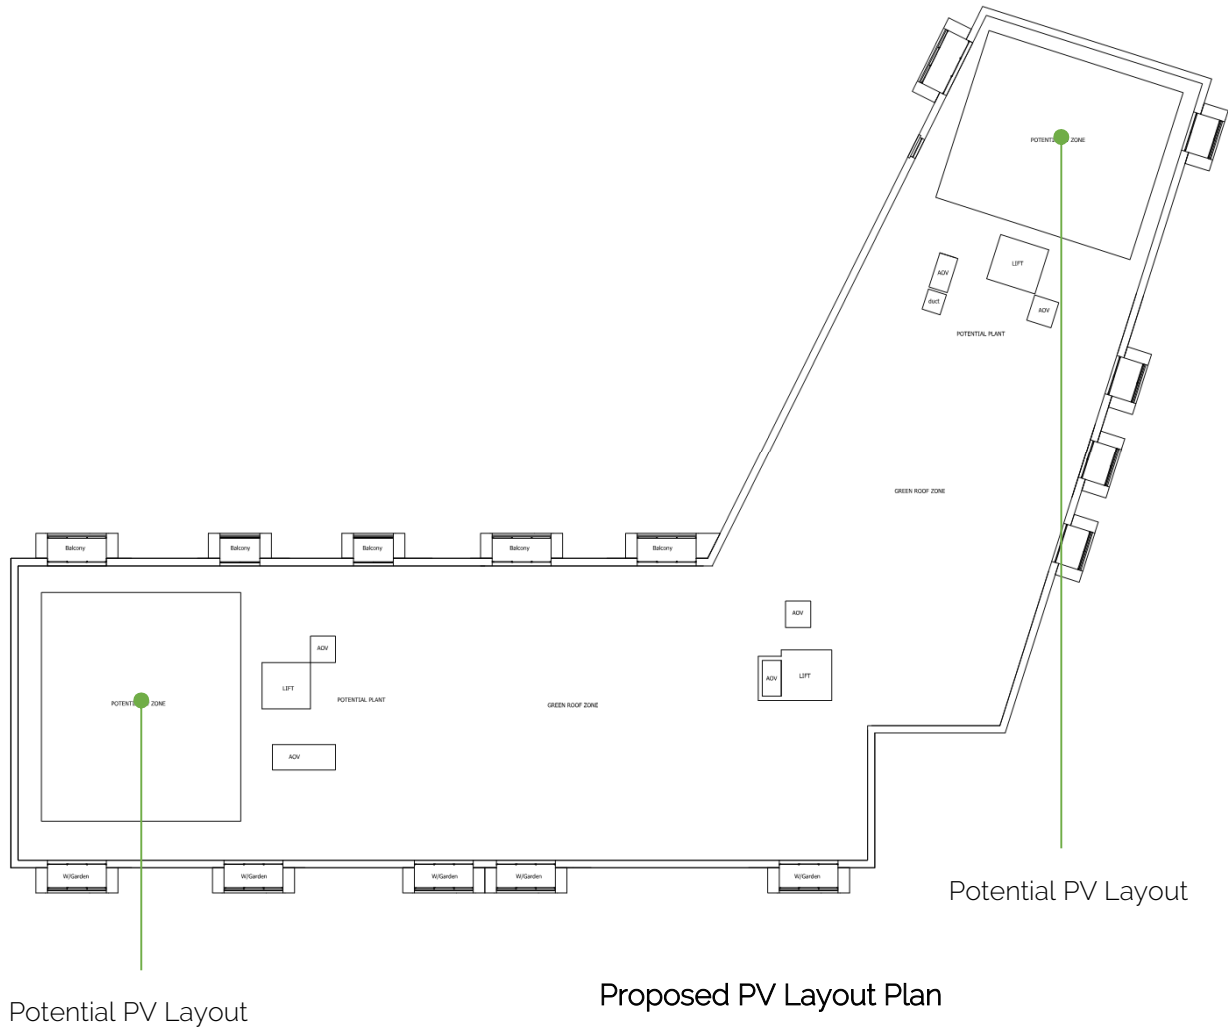 POTENTI ZONE
AOV
LIFT
duct
AOV
POTENTIAL PLANT
GREEN ROOF ZONE
Balcony
Balcony
Balcony
Balcony
Balcony
AOV
AOV
LIFT
AOV
LIFT
POTENTIAL PLANT
POTENTI ZONE
GREEN ROOF ZONE
AOV
W/Garden
W/Garden
W/Garden
W/Garden
W/Garden
Potential PV Layout
Proposed PV Layout Plan
Potential PV Layout